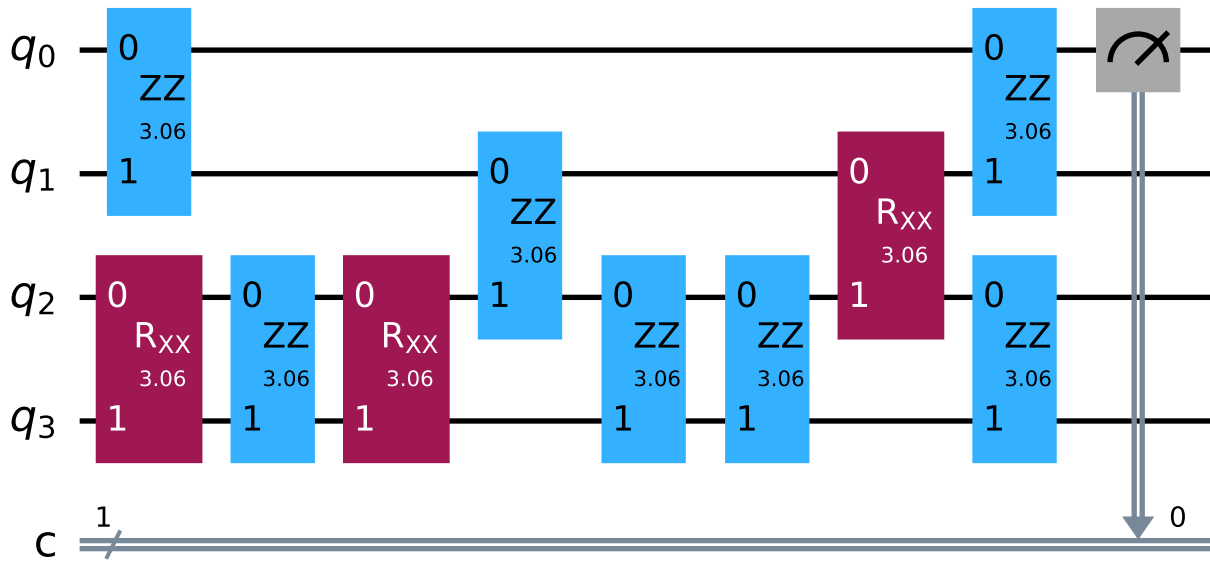 q0 0 0
ZZ ZZ
3.06 3.06
q1 1 0 0 1
ZZ RXX
3.06 3.06
q2 0 0 0 1 0 0 1 0
RXX ZZ RXX ZZ ZZ ZZ
3.06 3.06 3.06 3.06 3.06 3.06
q3 1 1 1 1 1 1
1 0
c